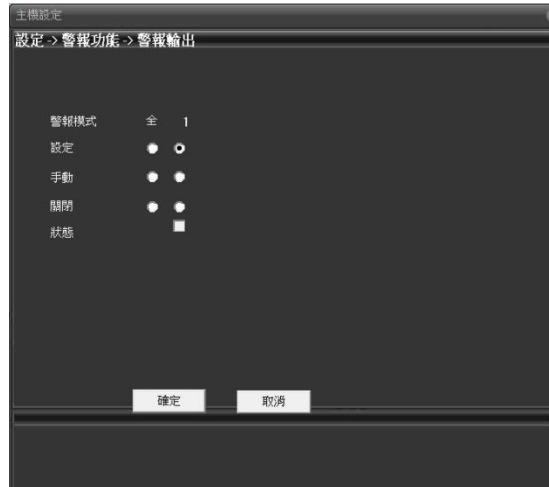 主機設定
設定 -> 警報功能 -> 警報輸出
警報模式 全 1
設定
手動
關閉
狀態
確定 取消